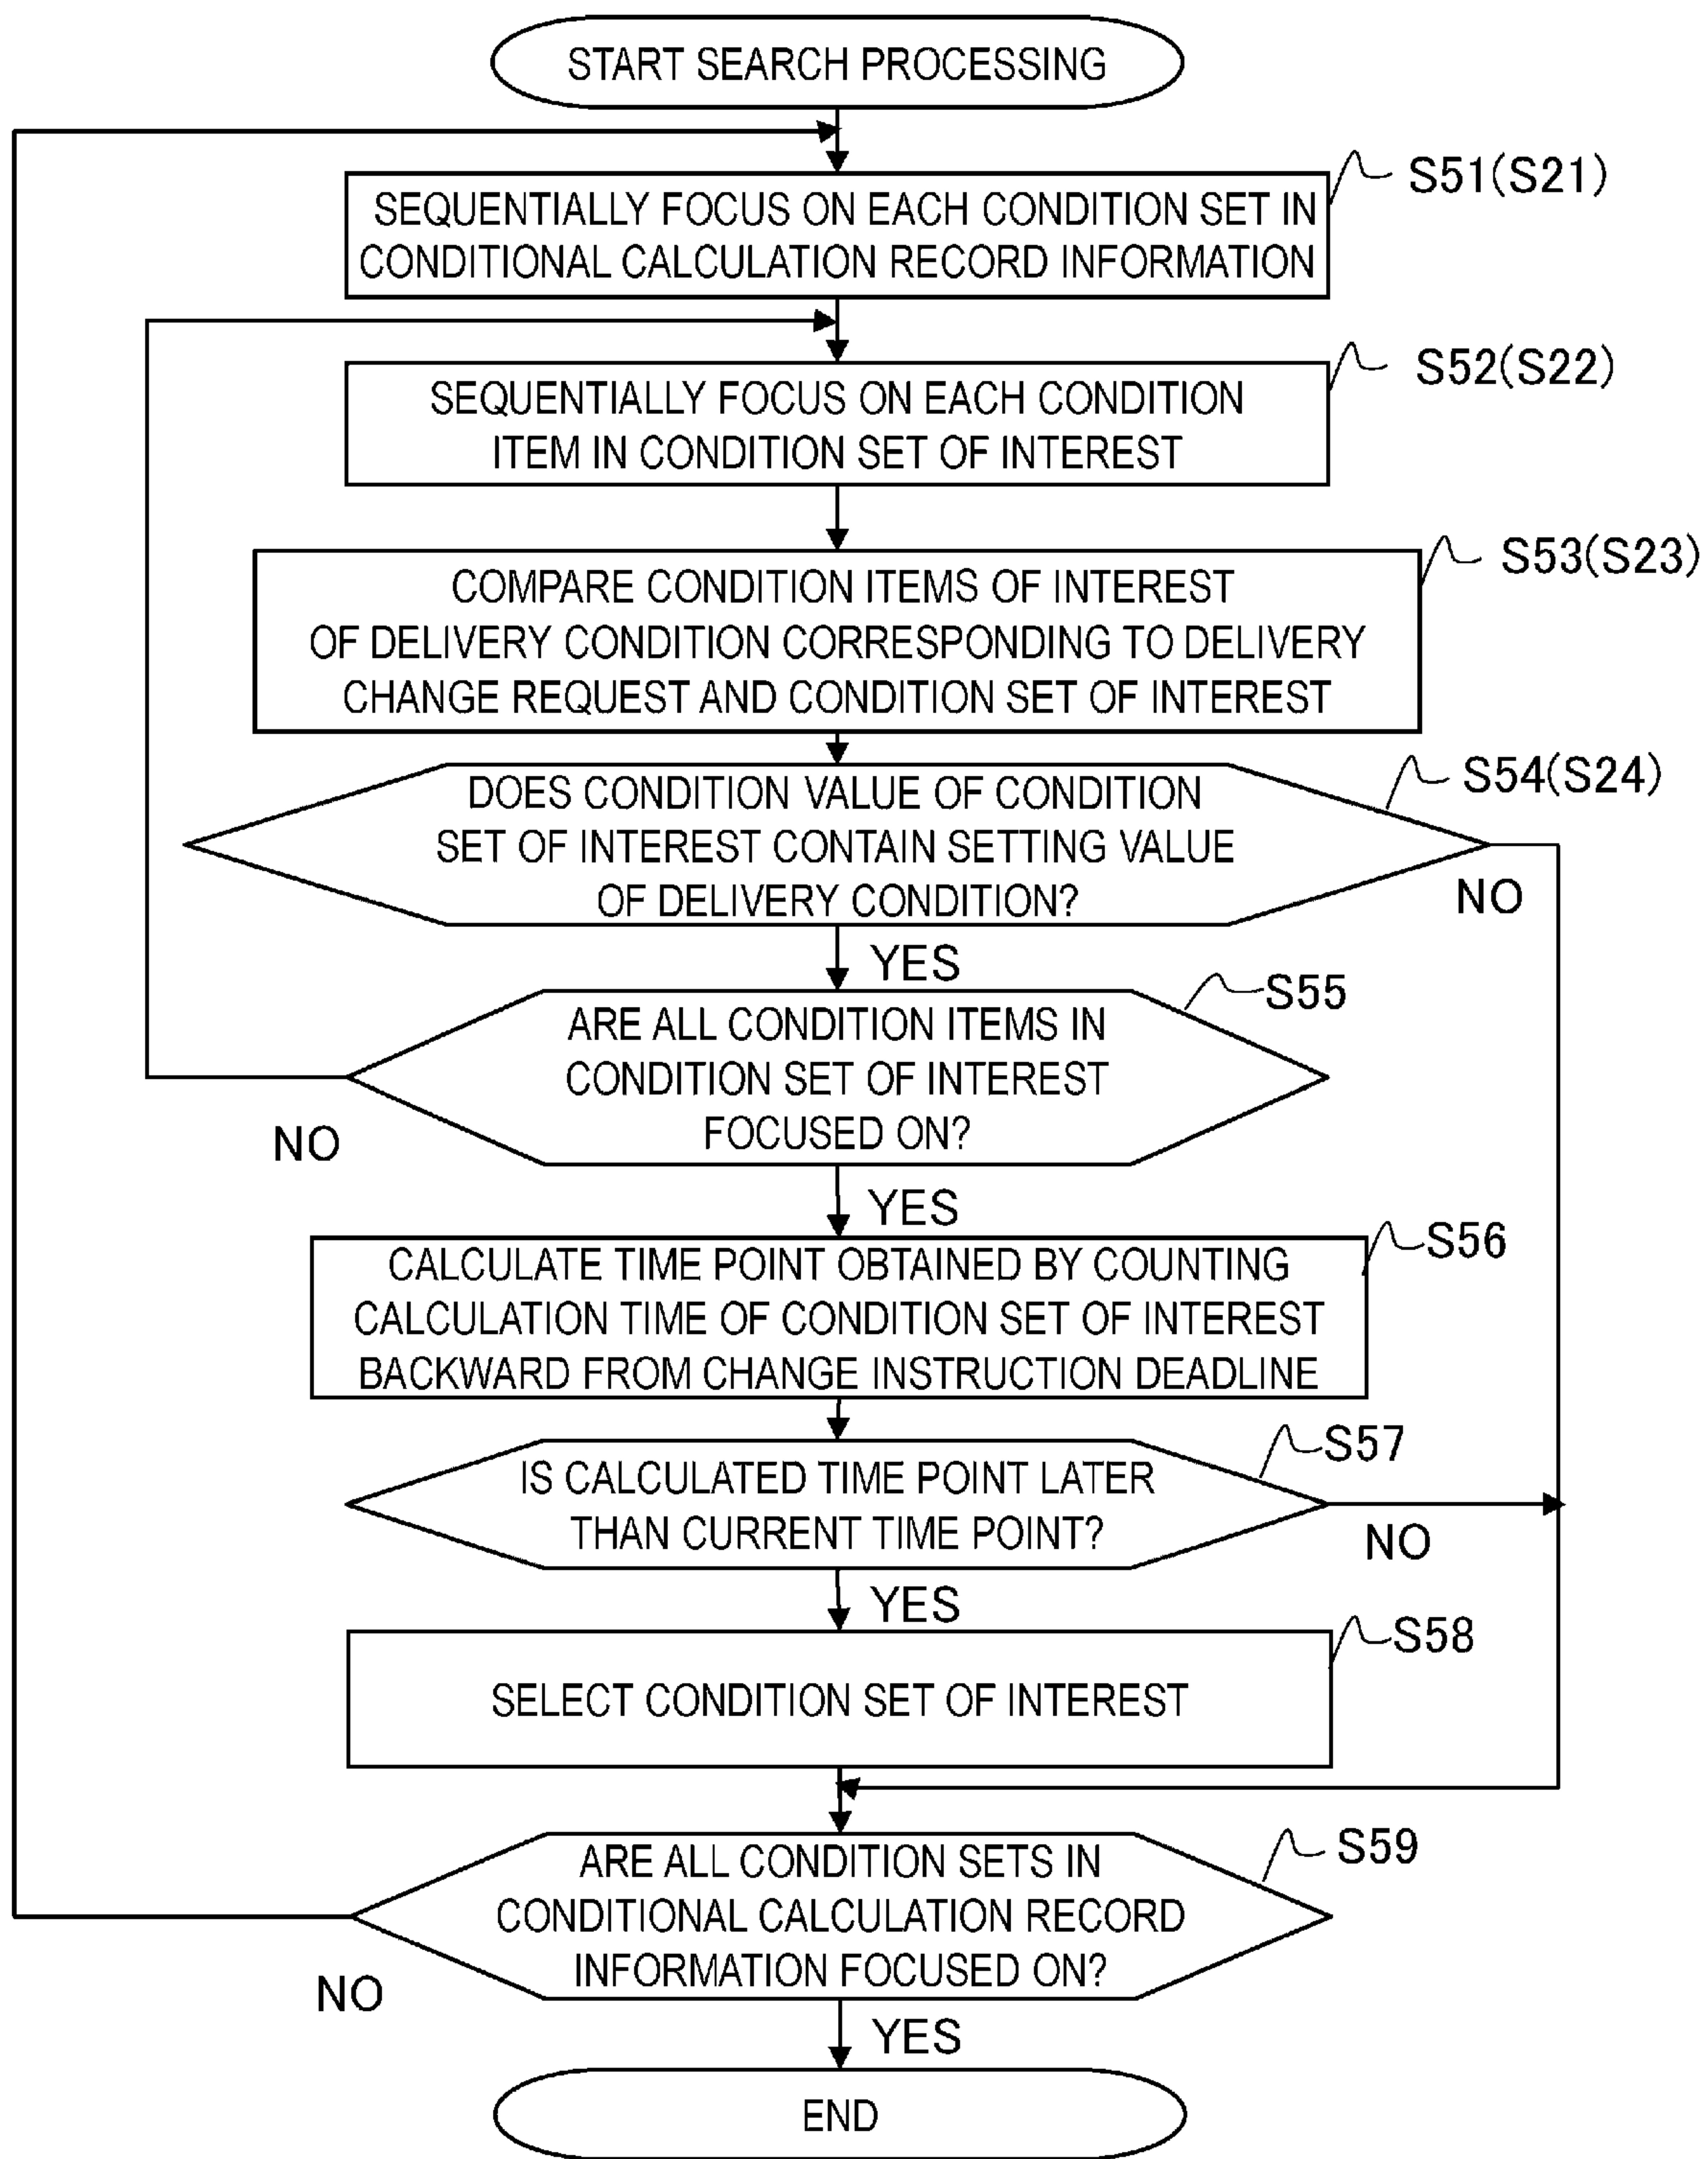 START SEARCH PROCESSING
S51(S21)
SEQUENTIALLY FOCUS ON EACH CONDITION SET IN
CONDITIONAL CALCULATION RECORD INFORMATION
S52(S22)
SEQUENTIALLY FOCUS ON EACH CONDITION
ITEM IN CONDITION SET OF INTEREST
S53(S23)
COMPARE CONDITION ITEMS OF INTEREST
OF DELIVERY CONDITION CORRESPONDING TO DELIVERY
CHANGE REQUEST AND CONDITION SET OF INTEREST
S54(S24)
DOES CONDITION VALUE OF CONDITION
SET OF INTEREST CONTAIN SETTING VALUE
OF DELIVERY CONDITION?
NO
YES
S55
ARE ALL CONDITION ITEMS IN
CONDITION SET OF INTEREST
FOCUSED ON?
NO
YES
S56
CALCULATE TIME POINT OBTAINED BY COUNTING
CALCULATION TIME OF CONDITION SET OF INTEREST
BACKWARD FROM CHANGE INSTRUCTION DEADLINE
S57
IS CALCULATED TIME POINT LATER
THAN CURRENT TIME POINT?
NO
YES
S58
SELECT CONDITION SET OF INTEREST
S59
ARE ALL CONDITION SETS IN
CONDITIONAL CALCULATION RECORD
INFORMATION FOCUSED ON?
NO
YES
END